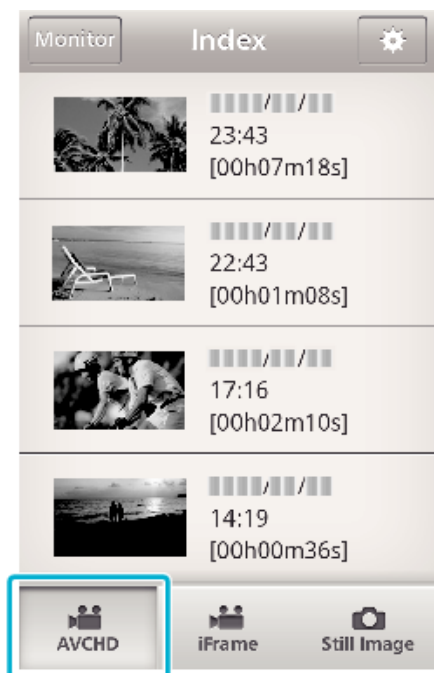 Monitor Index
23:43
[00h07m18s]
22:43
[00h01m08s]
17:16
[00h02m10s]
14:19
[00h00m36s]
AVCHD iFrame Still Image